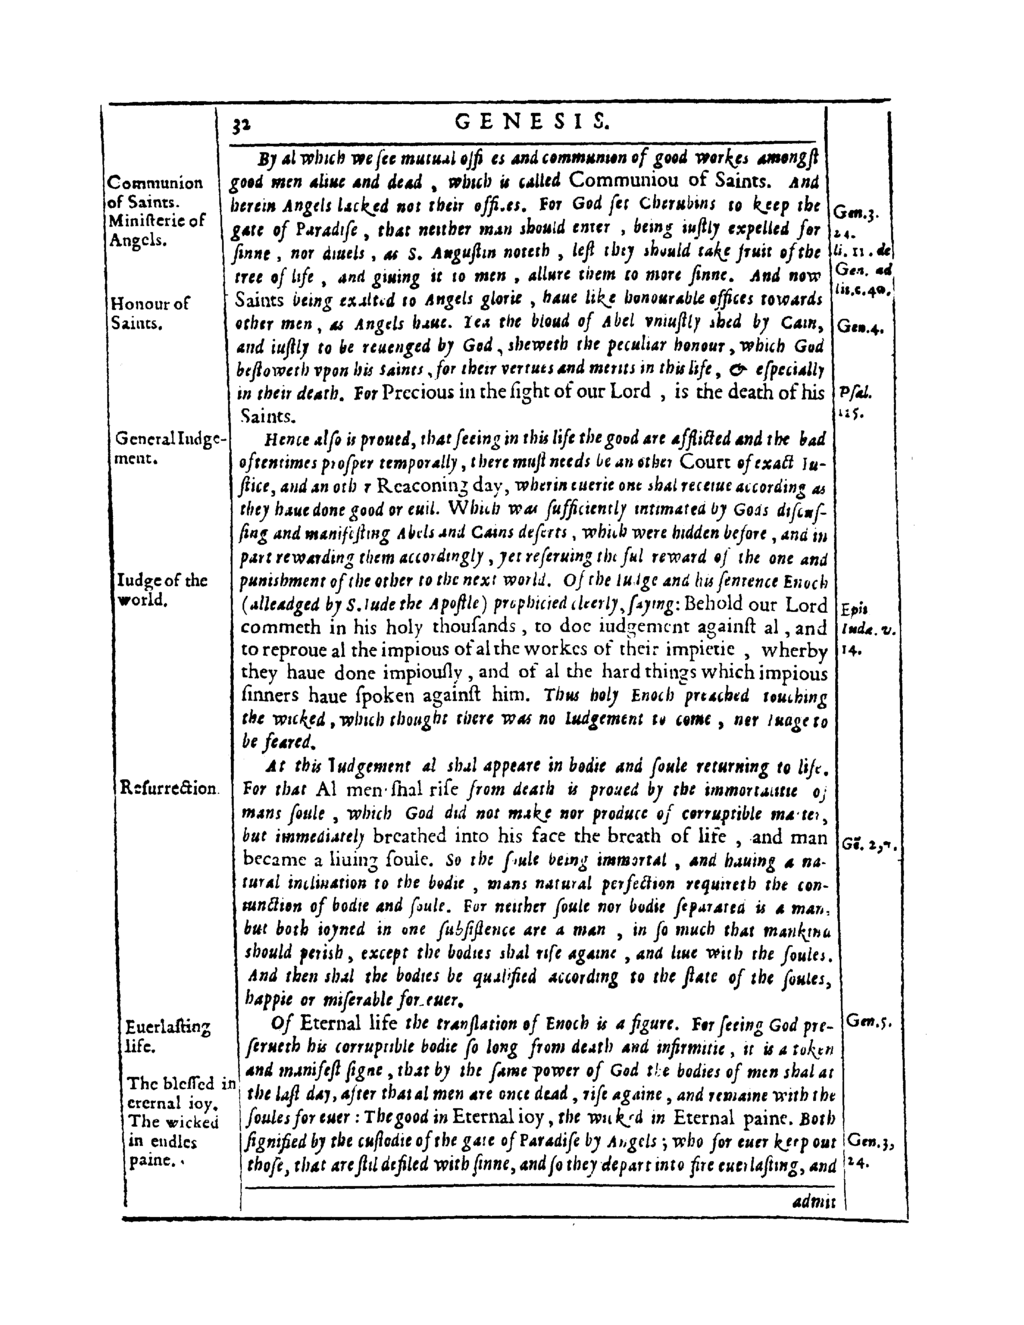 32 GENESIS.
By al which we ſee mutual offices and communion of good workes amongſt
good men aliue and dead , which is called Communiou of Saints. And
herein Angels lacked not their offices. For God ſet Cherubins to keep the
gate of Paradiſe , that neither man should enter , being iuſtly expelled for
ſinne , nor diuels , as S. Auguſtin noteth , leſt they should take fruit of the
tree of life , and giuing it to men , allure them to more ſinne. And now
Saints being exalted to Angels glorie , haue like honourable offices towards
other men , as Angels haue. Yea the bloud of Abel vniuſtly shed by Cain,
and iuſtly to be reuenged by God , sheweth the peculiar honour , which God
beſtoweth vpon his Saints , for their vertues and merits in this life , & eſpecially
in their death. For Precious in the ſight of our Lord , is the death of his
Saints.
Hence alſo is proued, that ſeeing in this life the good are afflicted and the bad
oftentimes proſper temporally, there muſt needs be an other Court of exact Iu-
ſtice, and an other Reaconing day, wherin euerie one shal receiue according as
they haue done good or euil. Which was ſufficiently intimated by Gods diſcuſ-
ſing and manifeſting Abels and Cains deſerts , which were hidden before , and in
part rewarding them accordingly , yet reſeruing the ful reward of the one and
punishment of the other to the next world. Of the Iudge and his ſentence Enoch
(alleadged by S. Iude the Apoſtle) prophicied cleerly, ſaying: Behold our Lord
commeth in his holy thouſands , to doe iudgement againſt al , and
to reproue al the impious of al the workes of their impietie , wherby
they haue done impiouſly , and of al the hard things which impious
ſinners haue ſpoken againſt him. Thus holy Enoch preached touching
the wicked , which thought there was no Iudgement to come , nor Iuage to
be feared.
At this Iudgement al shal appeare in bodie and ſoule returning to life.
For that Al men ſhal riſe from death is proued by the immortalitie of
mans ſoule , which God did not make nor produce of corruptible matter,
but immediately breathed into his face the breath of life , and man
became a liuing ſoule. So the ſoule being immortal , and hauing a na-
tural inclination to the bodie , mans natural perfection requireth the con-
iunction of bodie and ſoule. For neither ſoule nor bodie ſeparated is a man,
but both ioyned in one ſubſiſtence are a man , in ſo much that mankind
should perish , except the bodies shal riſe againe , and liue with the ſoules.
And then shal the bodies be qualified according to the ſtate of the ſoules,
happie or miſerable for euer.
Of Eternal life the tranſlation of Enoch is a figure. For ſeeing God pre-
ſerueth his corruptible bodie ſo long from death and infirmitie , it is a token
and manifeſt ſigne , that by the ſame power of God the bodies of men shal at
the laſt day, after that al men are once dead , riſe againe , and remaine with the
ſoules for euer : The good in Eternal ioy , the wicked in Eternal paine. Both
ſignified by the cuſtodie of the gate of Paradiſe by Angels ; who for euer keep out
thoſe, that are ſtil defiled with ſinne, and ſo they depart into fire euerlaſting, and
admit
Communion
of Saints.
Miniſterie of
Angels.
Honour of
Saints.
General Iudge-
ment.
Iudge of the
world.
Reſurrection.
Euerlaſting
life.
The bleſſed in
eternal ioy.
The wicked
in endles
paine.
Gen.3.
24.
li. 11. de
Gen. ad
lit.c.40.
Gen.4.
Pſal.
115.
Epis
Iudæ. v.
14.
Gē. 2,7.
Gen.5.
Gen.3,
24.